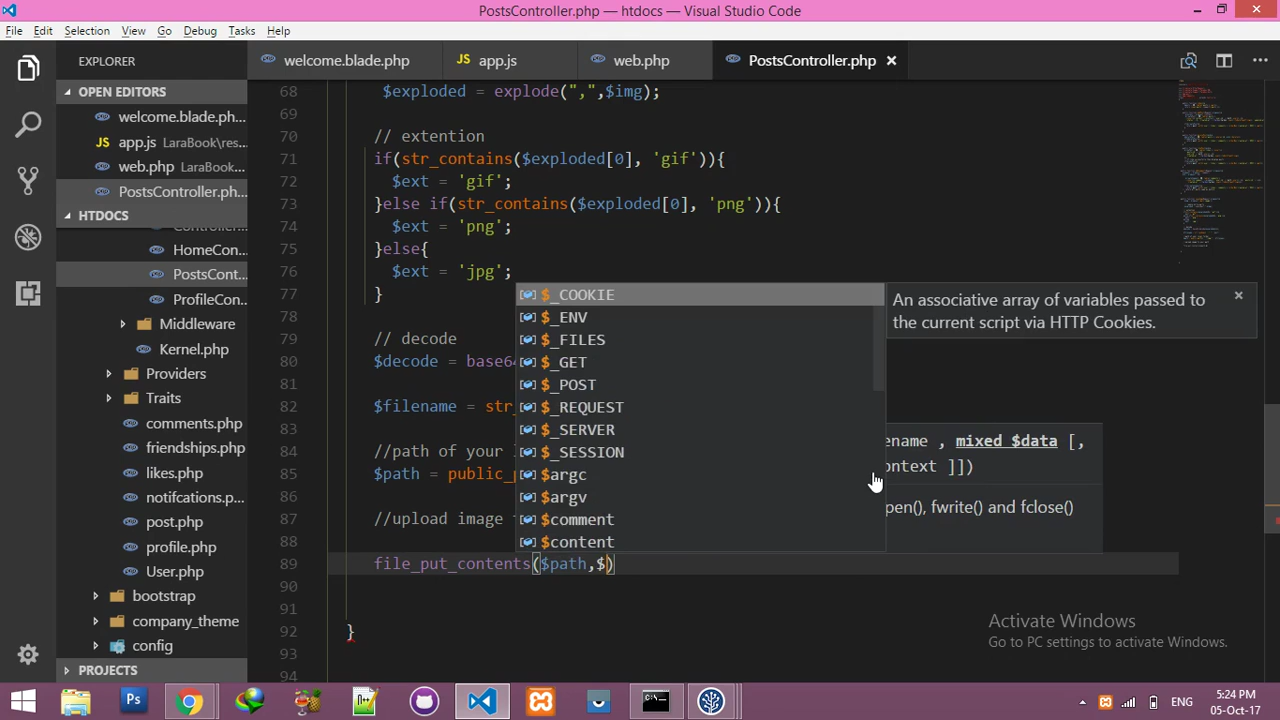 PostsController.php — htdocs — Visual Studio Code
File Edit Selection View Go Debug Tasks Help
EXPLORER
OPEN EDITORS
welcome.blade.ph...
app.js LaraBook\res...
web.php LaraBook...
PostsController.ph...
HTDOCS
HomeCon...
PostsCont...
ProfileCon...
Middleware
Kernel.php
Providers
Traits
comments.php
friendships.php
likes.php
notifcations.p...
post.php
profile.php
User.php
bootstrap
company_theme
config
PROJECTS
welcome.blade.php
JS app.js
web.php
PostsController.php
68 $exploded = explode(",",$img);
69
70 // extention
71 if(str_contains($exploded[0], 'gif')){
72 $ext = 'gif';
73 }else if(str_contains($exploded[0], 'png')){
74 $ext = 'png';
75 }else{
76 $ext = 'jpg';
77 }
78
79 // decode
80 $decode = base64
81
82 $filename = str_
83
84 //path of your
85 $path = public_p
86
87 //upload image
88
89 file_put_contents($path,$)
90
91
92 }
93
94
$_COOKIE
$_ENV
$_FILES
$_GET
$_POST
$_REQUEST
$_SERVER
$_SESSION
$argc
$argv
$comment
$content
An associative array of variables passed to
the current script via HTTP Cookies.
ename , mixed $data [,
ontext ]])
pen(), fwrite() and fclose()
Activate Windows
Go to PC settings to activate Windows.
Ps
ENG
5:24 PM
05-Oct-17